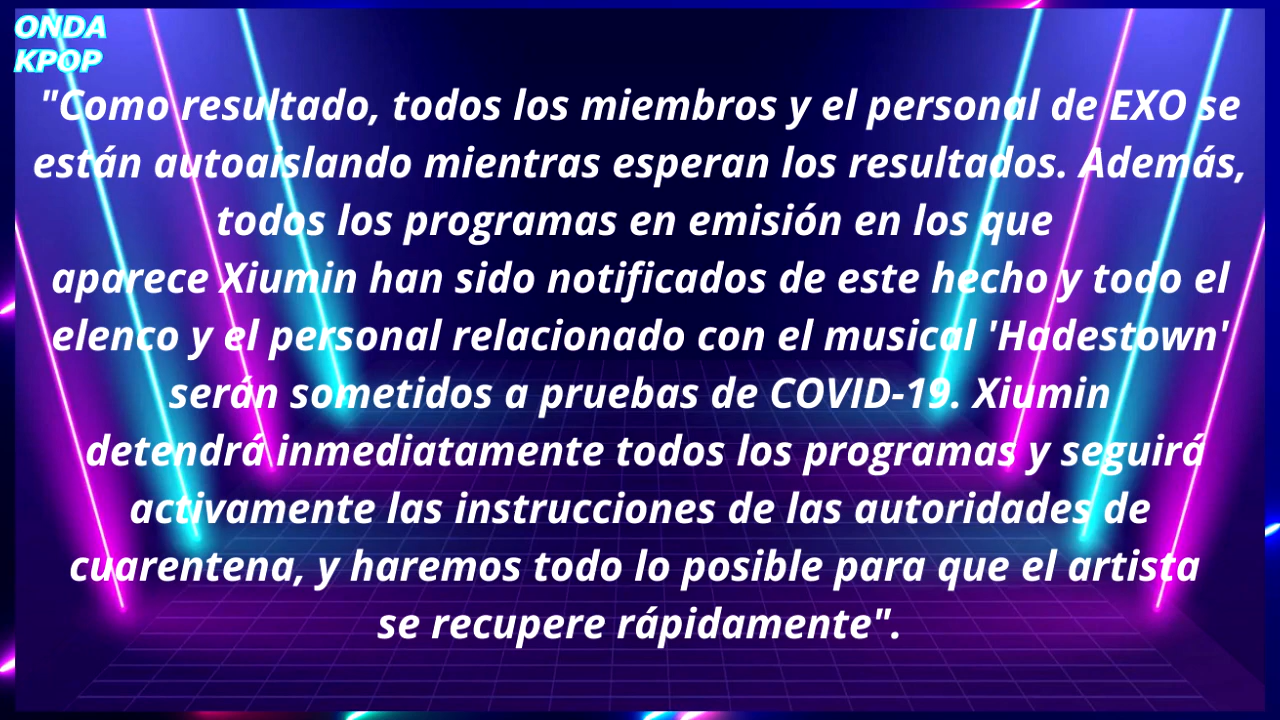 ONDA
KPOP
"Como resultado, todos los miembros y el personal de EXO se
están autoaislando mientras esperan los resultados. Además,
todos los programas en emisión en los que
aparece Xiumin han sido notificados de este hecho y todo el
elenco y el personal relacionado con el musical 'Hadestown'
serán sometidos a pruebas de COVID-19. Xiumin
detendrá inmediatamente todos los programas y seguirá
activamente las instrucciones de las autoridades de
cuarentena, y haremos todo lo posible para que el artista
se recupere rápidamente".